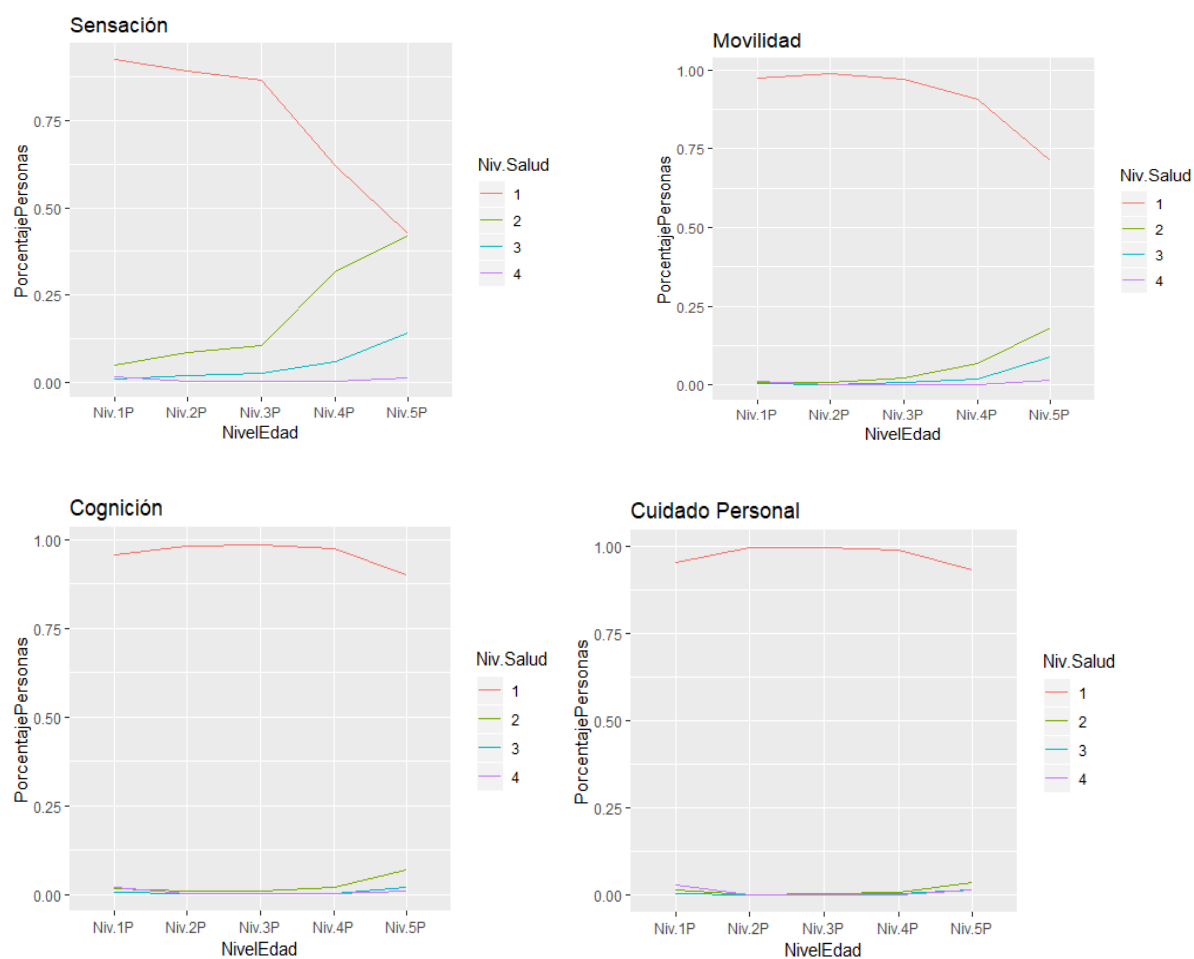 Sensación
0.75
0.50
0.25
0.00
PorcentajePersonas
Niv.1P Niv.2P Niv.3P Niv.4P Niv.5P
NivelEdad
Niv.Salud
1
2
3
4
Movilidad
1.00
0.75
0.50
0.25
0.00
PorcentajePersonas
Niv.1P Niv.2P Niv.3P Niv.4P Niv.5P
NivelEdad
Niv.Salud
1
2
3
4
Cognición
1.00
0.75
0.50
0.25
0.00
PorcentajePersonas
Niv.1P Niv.2P Niv.3P Niv.4P Niv.5P
NivelEdad
Niv.Salud
1
2
3
4
Cuidado Personal
1.00
0.75
0.50
0.25
0.00
PorcentajePersonas
Niv.1P Niv.2P Niv.3P Niv.4P Niv.5P
NivelEdad
Niv.Salud
1
2
3
4